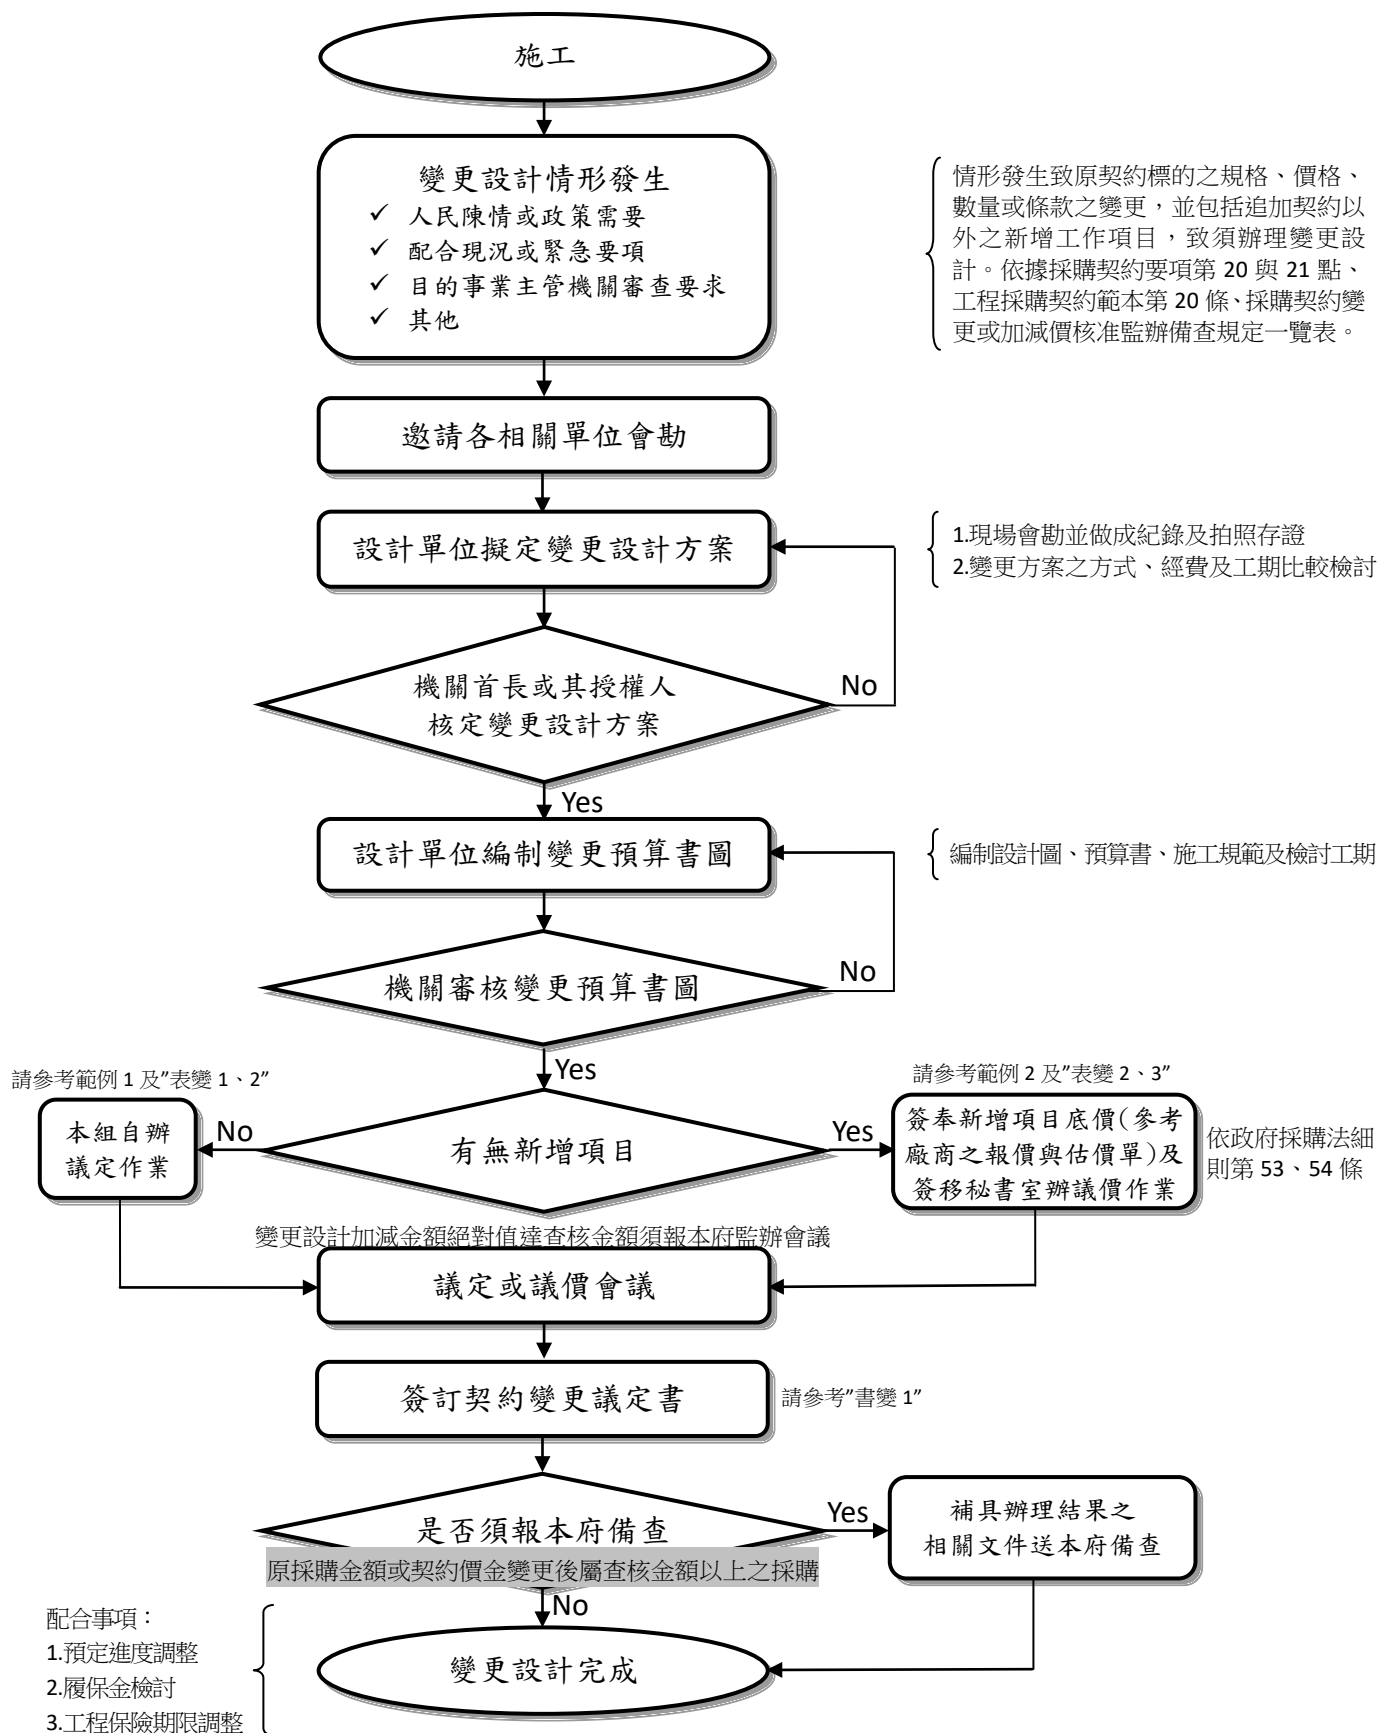 施工
變更設計情形發生
✓ 人民陳情或政策需要
✓ 配合現況或緊急要項
✓ 目的事業主管機關審查要求
✓ 其他
情形發生致原契約標的之規格、價格、
數量或條款之變更，並包括追加契約以
外之新增工作項目，致須辦理變更設
計。依據採購契約要項第 20 與 21 點、
工程採購契約範本第 20 條、採購契約變
更或加減價核准監辦備查規定一覽表。
邀請各相關單位會勘
設計單位擬定變更設計方案
1.現場會勘並做成紀錄及拍照存證
2.變更方案之方式、經費及工期比較檢討
機關首長或其授權人
核定變更設計方案
No
Yes
設計單位編制變更預算書圖
編制設計圖、預算書、施工規範及檢討工期
機關審核變更預算書圖
No
Yes
請參考範例 1 及”表變 1、2”
請參考範例 2 及”表變 2、3”
本組自辦
議定作業
No
有無新增項目
Yes
簽奉新增項目底價(參考
廠商之報價與估價單)及
簽移秘書室辦議價作業
依政府採購法細
則第 53、54 條
變更設計加減金額絕對值達查核金額須報本府監辦會議
議定或議價會議
簽訂契約變更議定書
請參考”書變 1”
是否須報本府備查
原採購金額或契約價金變更後屬查核金額以上之採購
Yes
補具辦理結果之
相關文件送本府備查
No
變更設計完成
配合事項：
1.預定進度調整
2.履保金檢討
3.工程保險期限調整